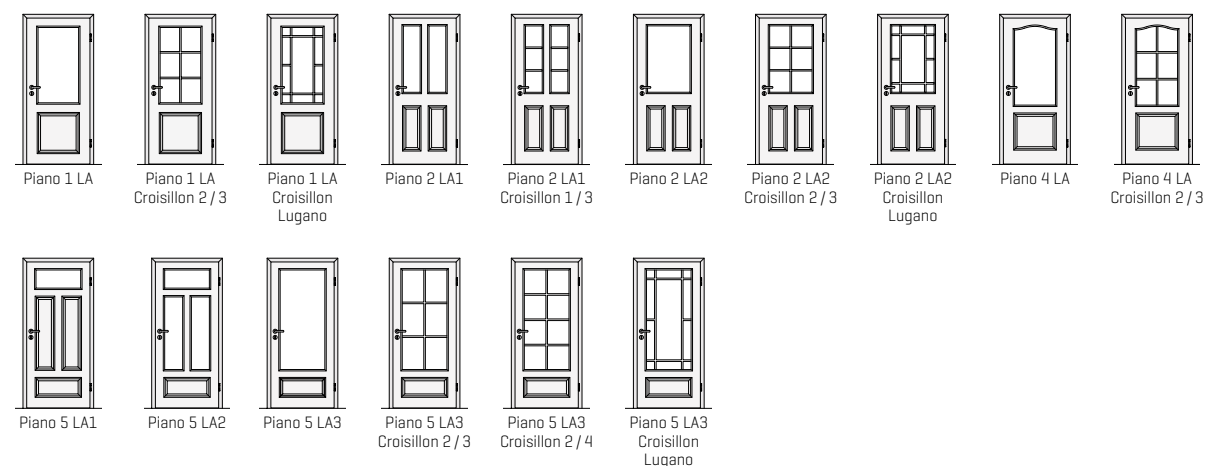 Piano 1 LA
Piano 1 LA
Croisillon 2 / 3
Piano 1 LA
Croisillon
Lugano
Piano 2 LA1
Piano 2 LA1
Croisillon 1 / 3
Piano 2 LA2
Piano 2 LA2
Croisillon 2 / 3
Piano 2 LA2
Croisillon
Lugano
Piano 4 LA
Piano 4 LA
Croisillon 2 / 3
Piano 5 LA1
Piano 5 LA2
Piano 5 LA3
Piano 5 LA3
Croisillon 2 / 3
Piano 5 LA3
Croisillon 2 / 4
Piano 5 LA3
Croisillon
Lugano